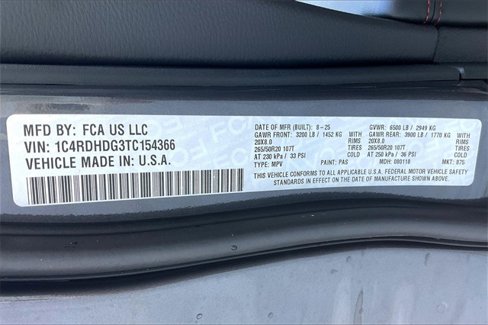 MFD BY: FCA US LLC
VIN: 1C4RDHDG3TC154366
VEHICLE MADE IN U.S.A.
DATE OF MFR (BUILT): 8-25 GVWR: 6500 LB / 2949 KG
GAWR FRONT: 3200 LB / 1452 KG WITH GAWR REAR: 3900 LB / 1770 KG WITH
20X8.0 RIMS 20X8.0 RIMS
265/50R20 107T TIRES 265/50R20 107T TIRES
AT 230 kPa / 33 PSI COLD AT 250 kPa / 36 PSI COLD
TYPE: MPV PAINT: PAS MDH: 080118 MKT: B75
THIS VEHICLE CONFORMS TO ALL APPLICABLE U.S.A. FEDERAL MOTOR VEHICLE SAFETY
STANDARDS IN EFFECT ON THE DATE OF MANUFACTURE SHOWN ABOVE.